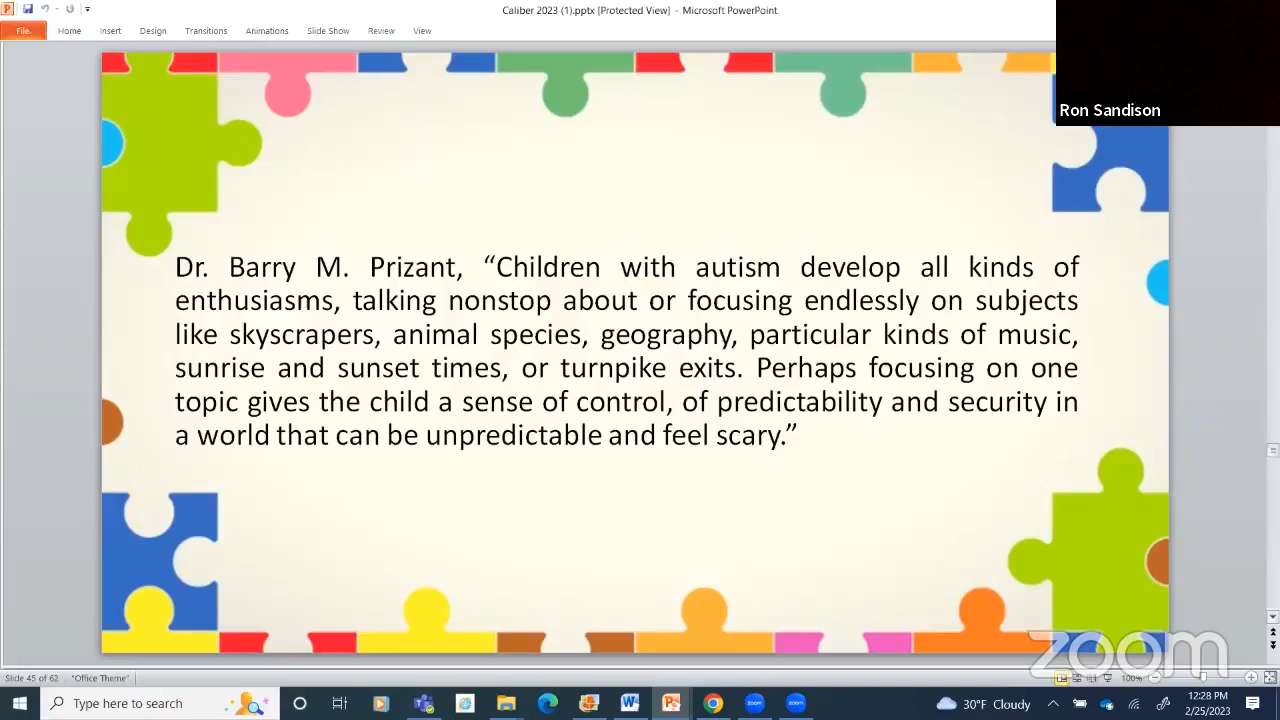 Caliber 2023 (1).pptx [Protected View] - Microsoft PowerPoint
File Home Insert Design Transitions Animations Slide Show Review View
Ron Sandison
Dr. Barry M. Prizant, “Children with autism develop all kinds of
enthusiasms, talking nonstop about or focusing endlessly on subjects
like skyscrapers, animal species, geography, particular kinds of music,
sunrise and sunset times, or turnpike exits. Perhaps focusing on one
topic gives the child a sense of control, of predictability and security in
a world that can be unpredictable and feel scary.”
zoom
Slide 45 of 62 "Office Theme" 100%
Type here to search 30°F Cloudy 12:28 PM
2/25/2023